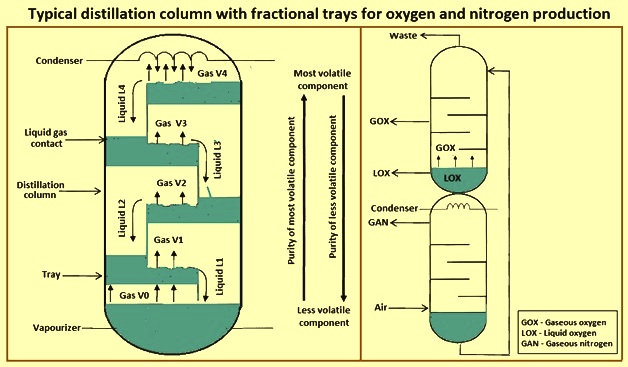 Typical distillation column with fractional trays for oxygen and nitrogen production
Condenser
Gas V4
Liquid L4
Liquid gas
contact
Gas V3
Liquid L3
Distillation
column
Gas V2
Liquid L2
Gas V1
Tray
Liquid L1
Gas V0
Vapourizer
Most volatile
component
Purity of most volatile component
Purity of less volatile component
Less volatile
component
Waste
GOX
GOX
LOX
LOX
Condenser
GAN
Air
GOX - Gaseous oxygen
LOX - Liquid oxygen
GAN - Gaseous nitrogen